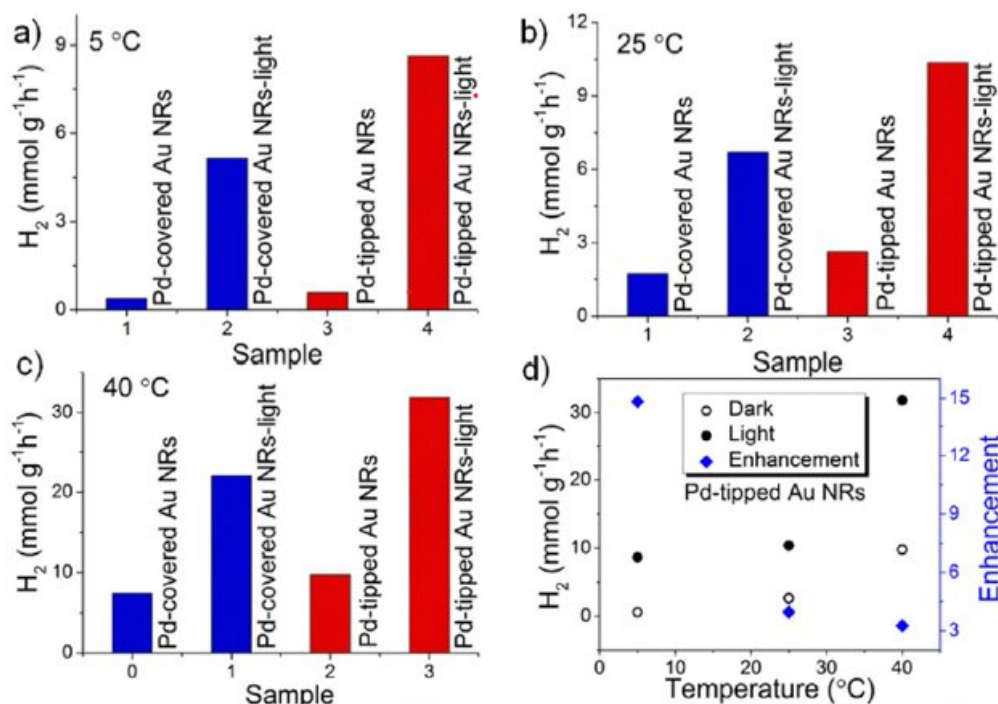 a) 5 °C
H₂ (mmol g⁻¹h⁻¹)
9
6
3
0
Pd-covered Au NRs
Pd-covered Au NRs-light
Pd-tipped Au NRs
Pd-tipped Au NRs-light
1 2 3 4
Sample
b) 25 °C
H₂ (mmol g⁻¹h⁻¹)
12
9
6
3
0
Pd-covered Au NRs
Pd-covered Au NRs-light
Pd-tipped Au NRs
Pd-tipped Au NRs-light
1 2 3 4
Sample
c) 40 °C
H₂ (mmol g⁻¹h⁻¹)
30
20
10
0
Pd-covered Au NRs
Pd-covered Au NRs-light
Pd-tipped Au NRs
Pd-tipped Au NRs-light
0 1 2 3
Sample
d)
H₂ (mmol g⁻¹h⁻¹)
30
20
10
0
Dark
Light
Enhancement
Pd-tipped Au NRs
15
12
9
6
3
Enhancement
0 10 20 30 40
Temperature (°C)